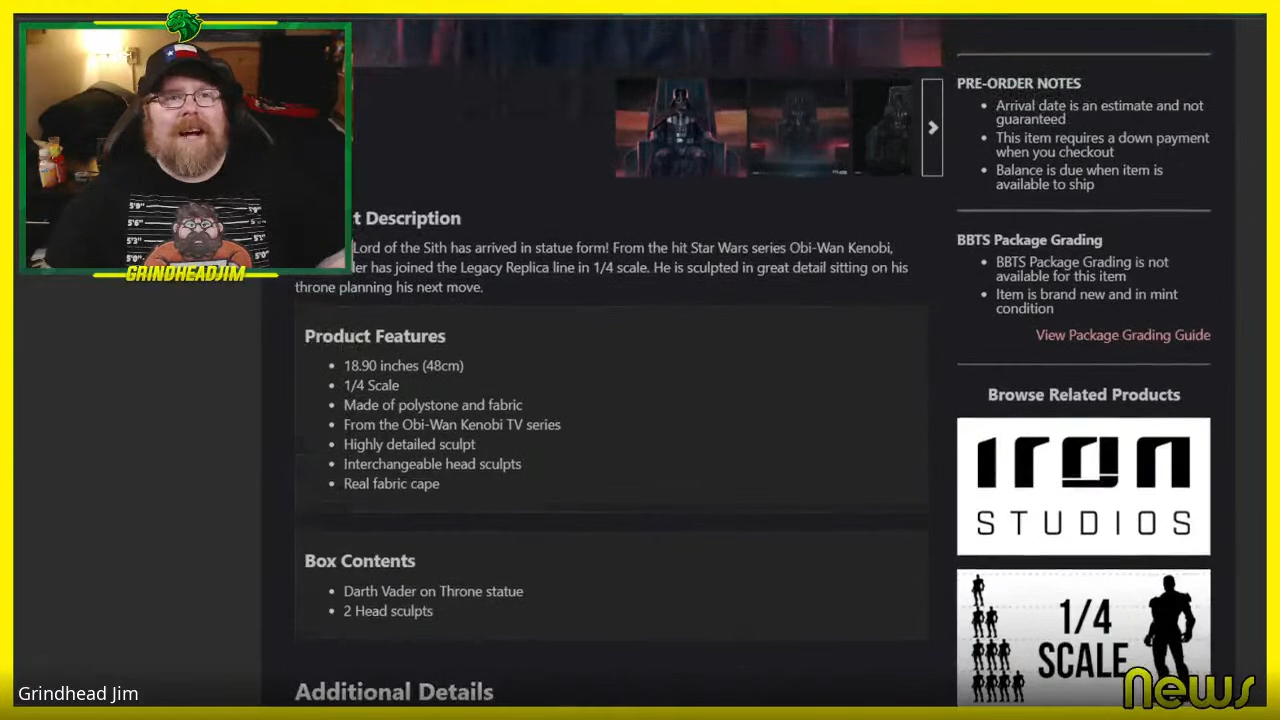 GRINDHEADJIM
t Description
Lord of the Sith has arrived in statue form! From the hit Star Wars series Obi-Wan Kenobi,
er has joined the Legacy Replica line in 1/4 scale. He is sculpted in great detail sitting on his
throne planning his next move.
Product Features
18.90 inches (48cm)
1/4 Scale
Made of polystone and fabric
From the Obi-Wan Kenobi TV series
Highly detailed sculpt
Interchangeable head sculpts
Real fabric cape
Box Contents
Darth Vader on Throne statue
2 Head sculpts
Additional Details
PRE-ORDER NOTES
Arrival date is an estimate and not
guaranteed
This item requires a down payment
when you checkout
Balance is due when item is
available to ship
BBTS Package Grading
BBTS Package Grading is not
available for this item
Item is brand new and in mint
condition
View Package Grading Guide
Browse Related Products
IRON
STUDIOS
1/4
SCALE
News
Grindhead Jim